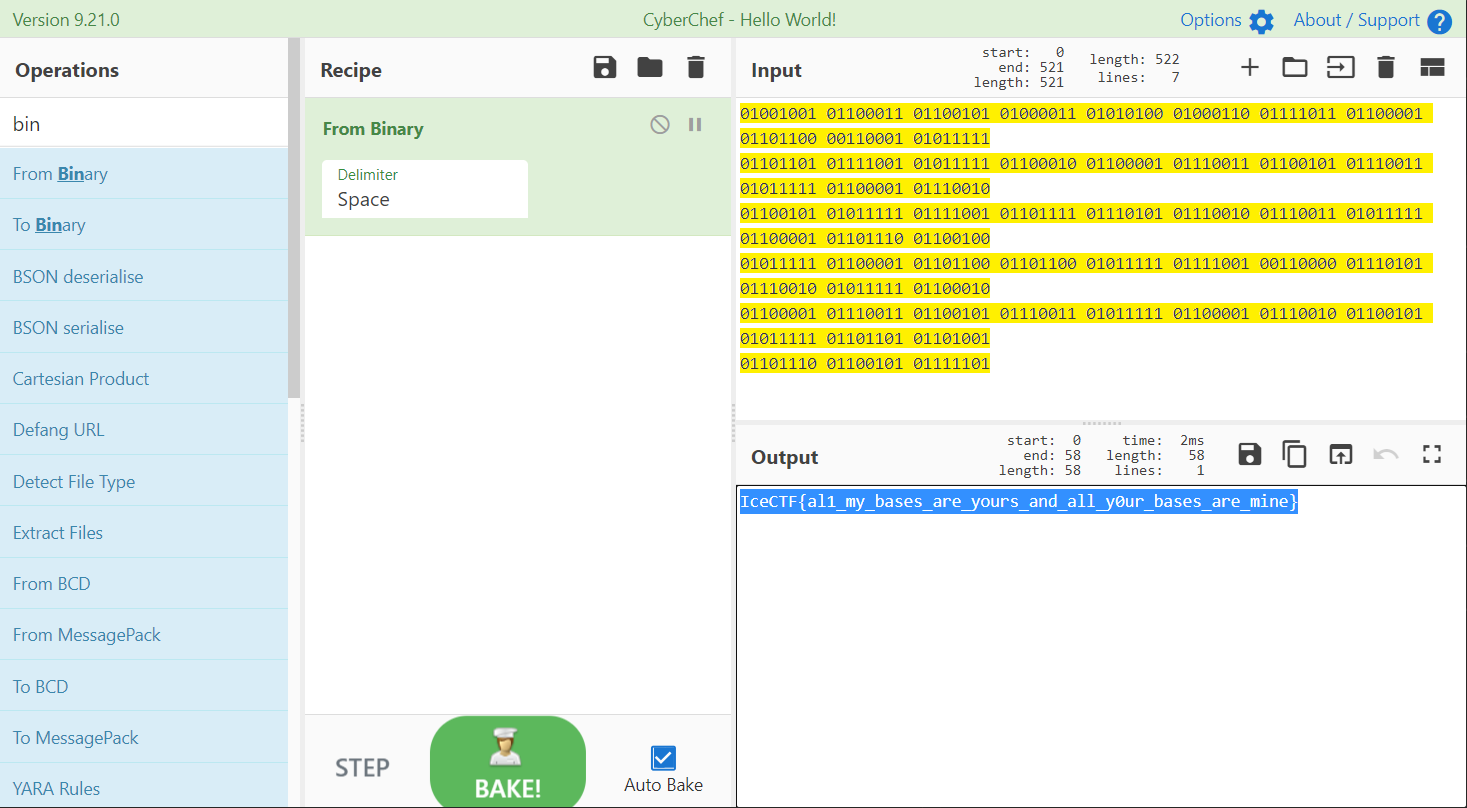 Version 9.21.0
CyberChef - Hello World!
Options
About / Support ?
Operations
bin
From Binary
To Binary
BSON deserialise
BSON serialise
Cartesian Product
Defang URL
Detect File Type
Extract Files
From BCD
From MessagePack
To BCD
To MessagePack
YARA Rules
Recipe
From Binary
Delimiter
Space
STEP
BAKE!
Auto Bake
Input
start: 0
end: 521
length: 521
length: 522
lines: 7
01001001 01100011 01100101 01000011 01010100 01000110 01111011 01100001
01101100 00110001 01011111
01101101 01111001 01011111 01100010 01100001 01110011 01100101 01110011
01011111 01100001 01110010
01100101 01011111 01111001 01101111 01110101 01110010 01110011 01011111
01100001 01101110 01100100
01011111 01100001 01101100 01101100 01011111 01111001 00110000 01110101
01110010 01011111 01100010
01100001 01110011 01100101 01110011 01011111 01100001 01110010 01100101
01011111 01101101 01101001
01101110 01100101 01111101
Output
start: 0
end: 58
length: 58
time: 2ms
length: 58
lines: 1
IceCTF{al1_my_bases_are_yours_and_all_y0ur_bases_are_mine}